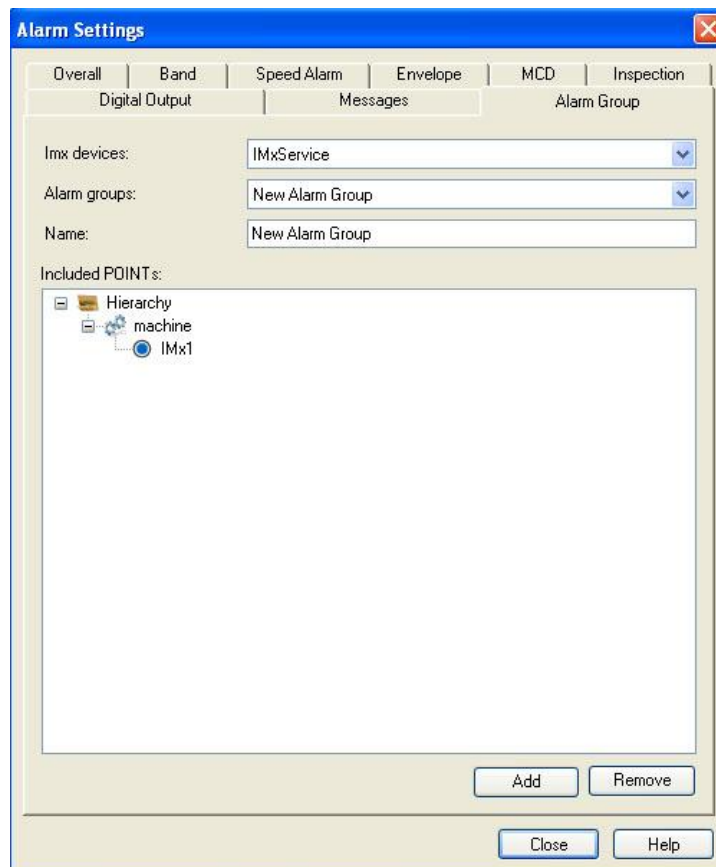 Alarm Settings
Overall Band Speed Alarm Envelope MCD Inspection
Digital Output Messages Alarm Group
Imx devices: IMxService
Alarm groups: New Alarm Group
Name: New Alarm Group
Included POINTs:
Hierarchy
machine
IMx1
Add Remove
Close Help